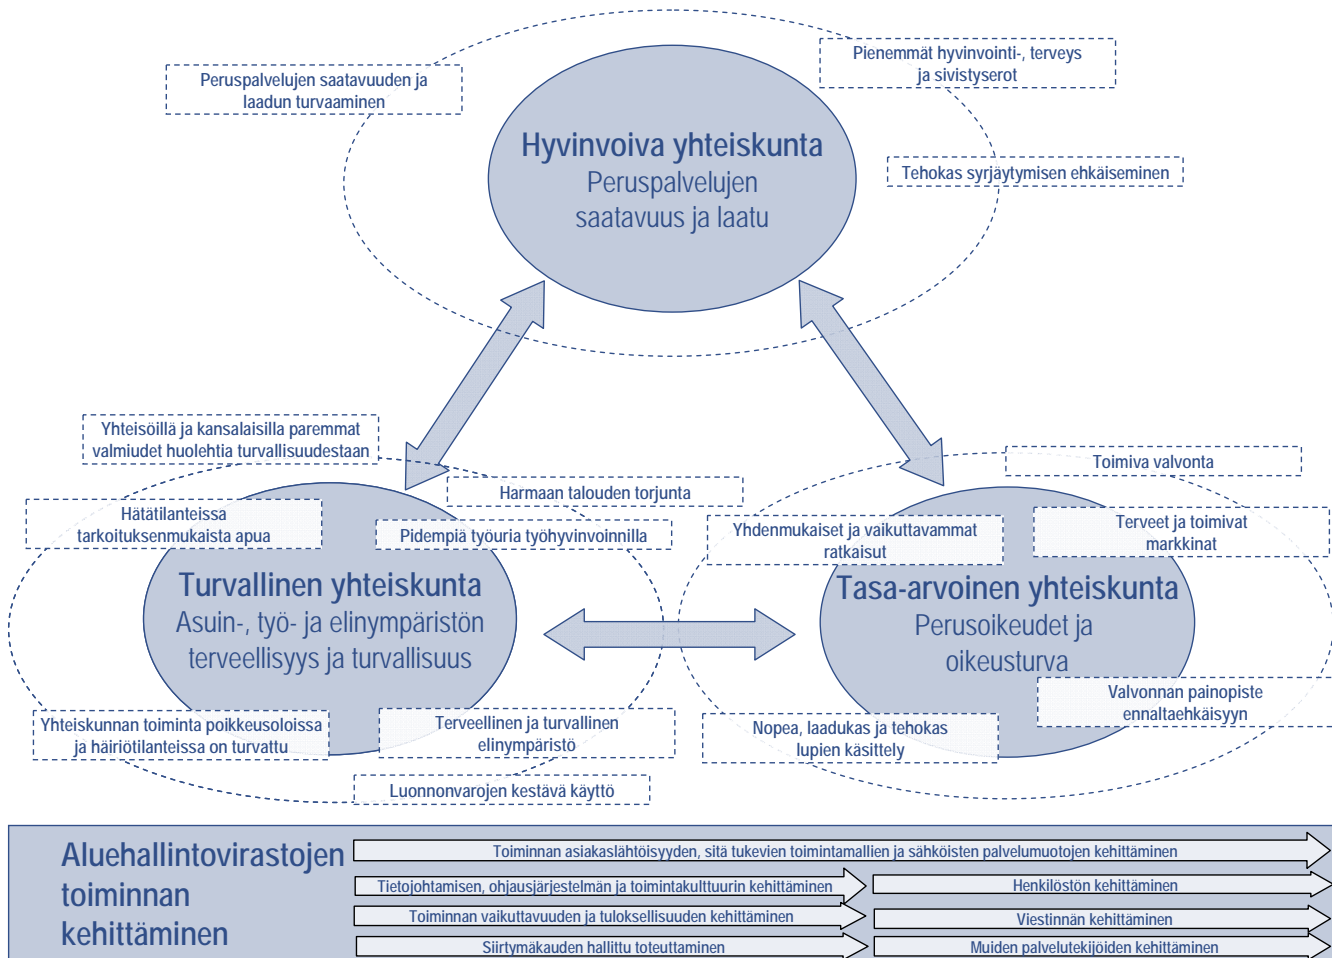 Peruspalvelujen saatavuuden ja
laadun turvaaminen
Pienemmät hyvinvointi-, terveys
ja sivistyserot
Hyvinvoiva yhteiskunta
Peruspalvelujen
saatavuus ja laatu
Tehokas syrjäytymisen ehkäiseminen
Yhteisöillä ja kansalaisilla paremmat
valmiudet huolehtia turvallisuudestaan
Harmaan talouden torjunta
Hätätilanteissa
tarkoituksenmukaista apua
Pidempiä työuria työhyvinvoinnilla
Turvallinen yhteiskunta
Asuin-, työ- ja elinympäristön
terveellisyys ja turvallisuus
Yhteiskunnan toiminta poikkeusoloissa
ja häiriötilanteissa on turvattu
Terveellinen ja turvallinen
elinympäristö
Luonnonvarojen kestävä käyttö
Toimiva valvonta
Yhdenmukaiset ja vaikuttavammat
ratkaisut
Terveet ja toimivat
markkinat
Tasa-arvoinen yhteiskunta
Perusoikeudet ja
oikeusturva
Valvonnan painopiste
ennaltaehkäisyyn
Nopea, laadukas ja tehokas
lupien käsittely
Aluehallintovirastojen
toiminnan
kehittäminen
Toiminnan asiakaslähtöisyyden, sitä tukevien toimintamallien ja sähköisten palvelumuotojen kehittäminen
Tietojohtamisen, ohjausjärjestelmän ja toimintakulttuurin kehittäminen
Henkilöstön kehittäminen
Toiminnan vaikuttavuuden ja tuloksellisuuden kehittäminen
Viestinnän kehittäminen
Siirtymäkauden hallittu toteuttaminen
Muiden palvelutekijöiden kehittäminen